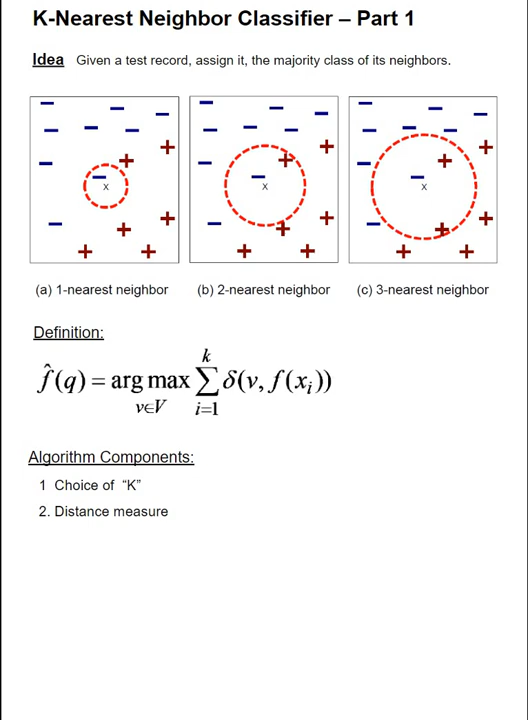 K-Nearest Neighbor Classifier – Part 1
Idea Given a test record, assign it, the majority class of its neighbors.
X X X
(a) 1-nearest neighbor (b) 2-nearest neighbor (c) 3-nearest neighbor
Definition:
f̂(q) = arg max_{v∈V} ∑_{i=1}^{k} δ(v, f(x_i))
Algorithm Components:
1 Choice of “K”
2. Distance measure